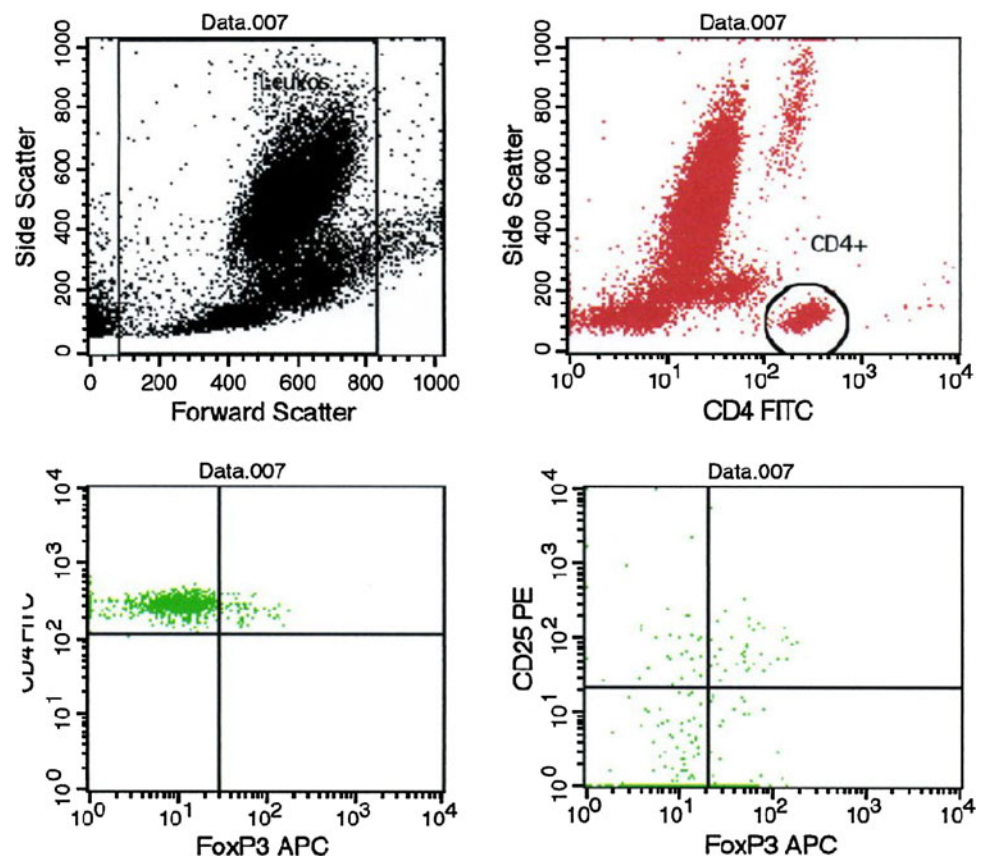 Data.007
Leukos
1000
800
600
400
200
0
Side Scatter
0 200 400 600 800 1000
Forward Scatter
Data.007
1000
800
600
400
200
0
Side Scatter
CD4+
10^0 10^1 10^2 10^3 10^4
CD4 FITC
Data.007
10^4
10^3
10^2
10^1
10^0
CD4 FITC
10^0 10^1 10^2 10^3 10^4
FoxP3 APC
Data.007
10^4
10^3
10^2
10^1
10^0
CD25 PE
10^0 10^1 10^2 10^3 10^4
FoxP3 APC